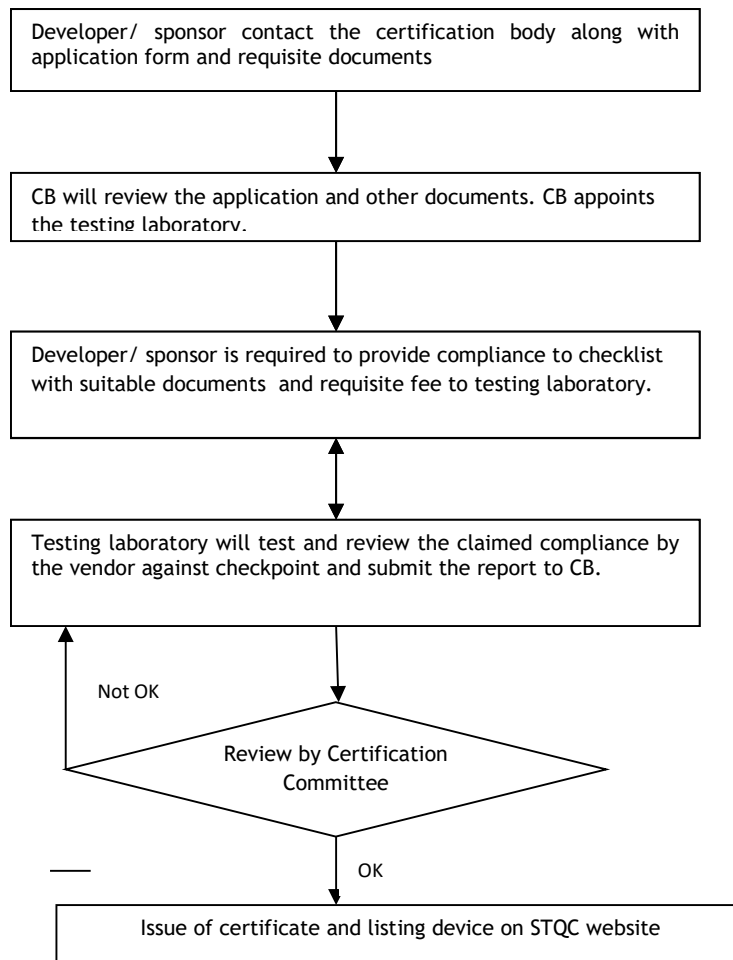 Developer/ sponsor contact the certification body along with
application form and requisite documents
CB will review the application and other documents. CB appoints
the testing laboratory.
Developer/ sponsor is required to provide compliance to checklist
with suitable documents and requisite fee to testing laboratory.
Testing laboratory will test and review the claimed compliance by
the vendor against checkpoint and submit the report to CB.
Not OK
Review by Certification
Committee
OK
Issue of certificate and listing device on STQC website